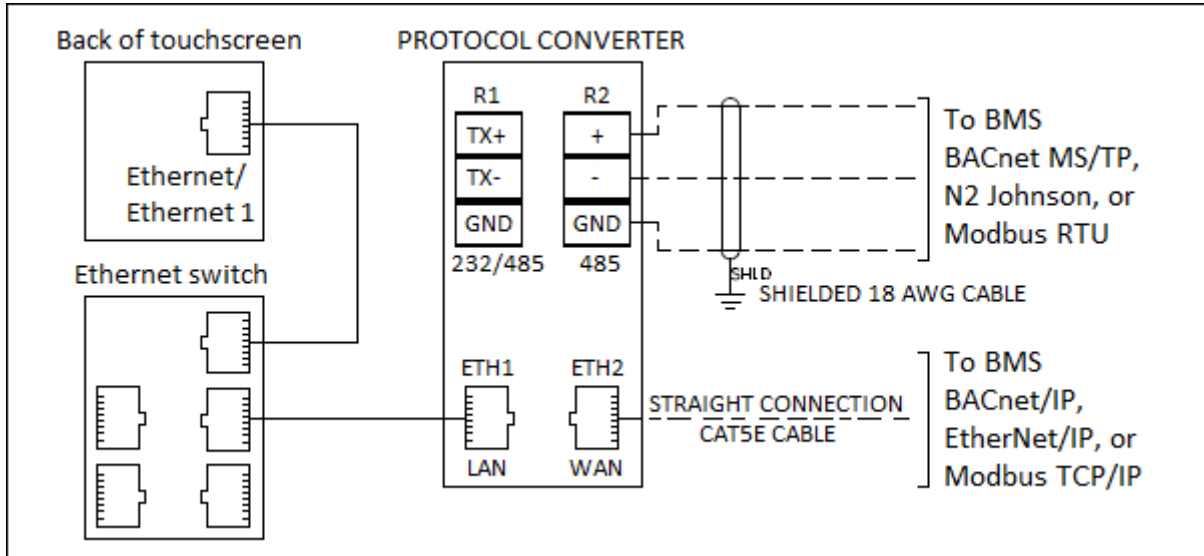 Back of touchscreen
Ethernet/
Ethernet 1
Ethernet switch
PROTOCOL CONVERTER
R1
R2
TX+
+
TX-
-
GND
GND
232/485
485
ETH1
ETH2
LAN
WAN
SHLD
SHIELDED 18 AWG CABLE
To BMS
BACnet MS/TP,
N2 Johnson, or
Modbus RTU
STRAIGHT CONNECTION
CAT5E CABLE
To BMS
BACnet/IP,
EtherNet/IP, or
Modbus TCP/IP